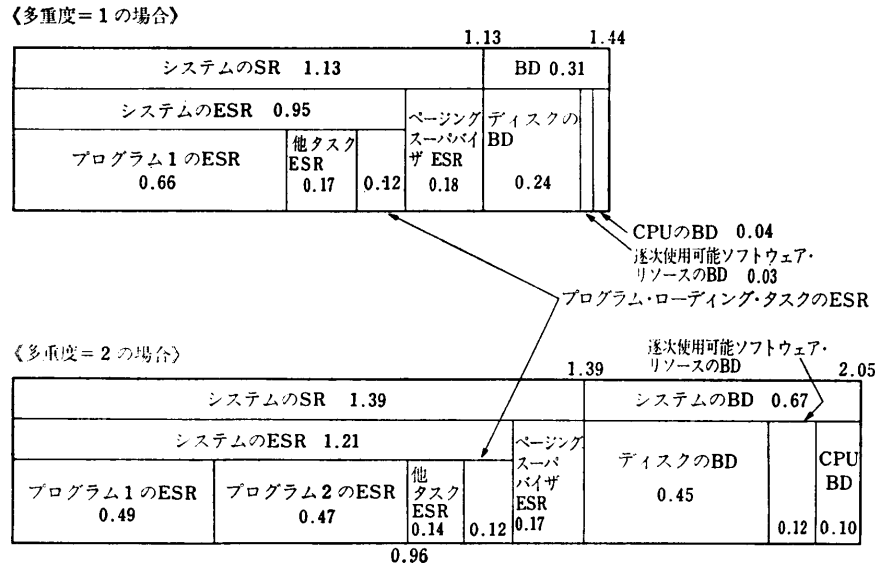 《多重度=1の場合》
1.13
1.44
システムのSR 1.13
BD 0.31
システムのESR 0.95
ページング
スーパバイ
ザ ESR
0.18
ディスクの
BD
0.24
プログラム1のESR
0.66
他タスク
ESR
0.17
0.12
CPUのBD 0.04
逐次使用可能ソフトウェア・
リソースのBD 0.03
プログラム・ローディング・タスクのESR
《多重度=2の場合》
逐次使用可能ソフトウェア・
リソースのBD
1.39
2.05
システムのSR 1.39
システムのBD 0.67
システムのESR 1.21
ページング
スーパ
バイザ
ESR
0.17
ディスクのBD
0.45
0.12
CPU
BD
0.10
プログラム1のESR
0.49
プログラム2のESR
0.47
他
タスク
ESR
0.14
0.12
0.96